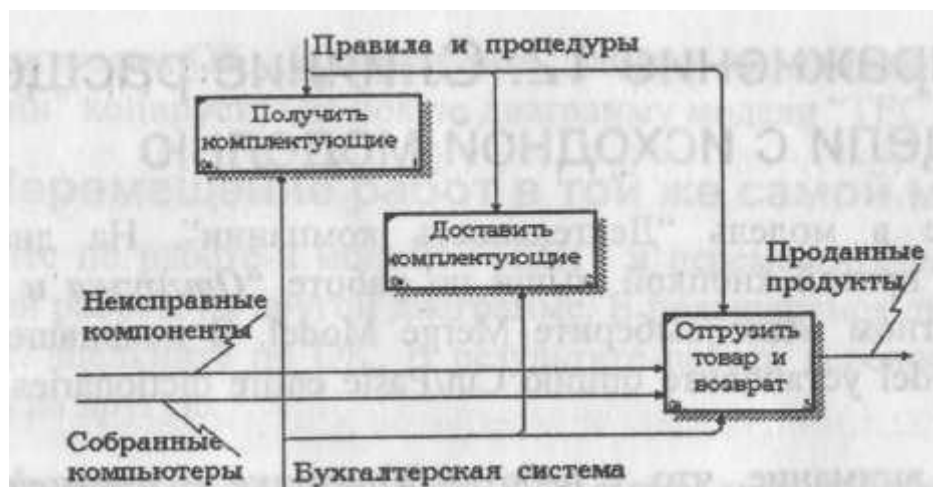 Правила и процедуры
Получить
комплектующие
Доставить
комплектующие
Проданные
продукты
Неисправные
компоненты
Отгрузить
товар и
возврат
Собранные
компьютеры
Бухгалтерская система